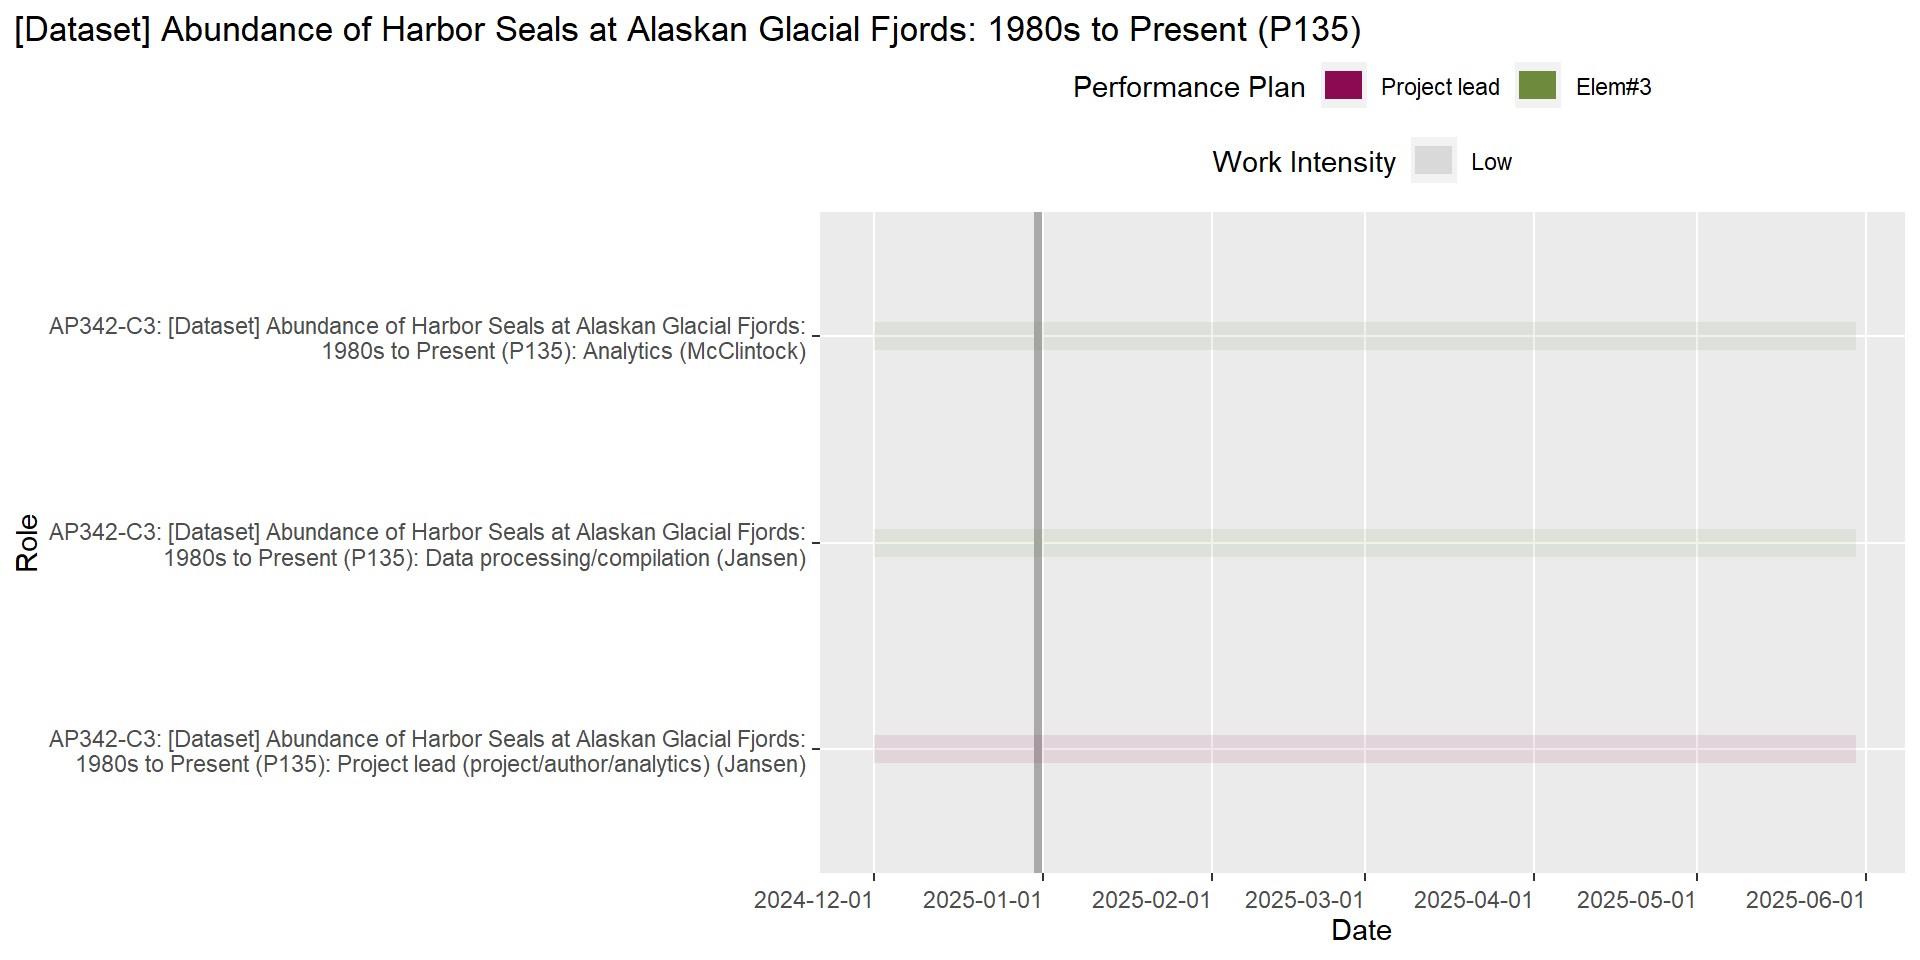 [Dataset] Abundance of Harbor Seals at Alaskan Glacial Fjords: 1980s to Present (P135)
Performance Plan Project lead Elem#3
Work Intensity Low
AP342-C3: [Dataset] Abundance of Harbor Seals at Alaskan Glacial Fjords:
1980s to Present (P135): Analytics (McClintock)
Role
AP342-C3: [Dataset] Abundance of Harbor Seals at Alaskan Glacial Fjords:
1980s to Present (P135): Data processing/compilation (Jansen)
AP342-C3: [Dataset] Abundance of Harbor Seals at Alaskan Glacial Fjords:
1980s to Present (P135): Project lead (project/author/analytics) (Jansen)
2024-12-01 2025-01-01 2025-02-01 2025-03-01 2025-04-01 2025-05-01 2025-06-01
Date